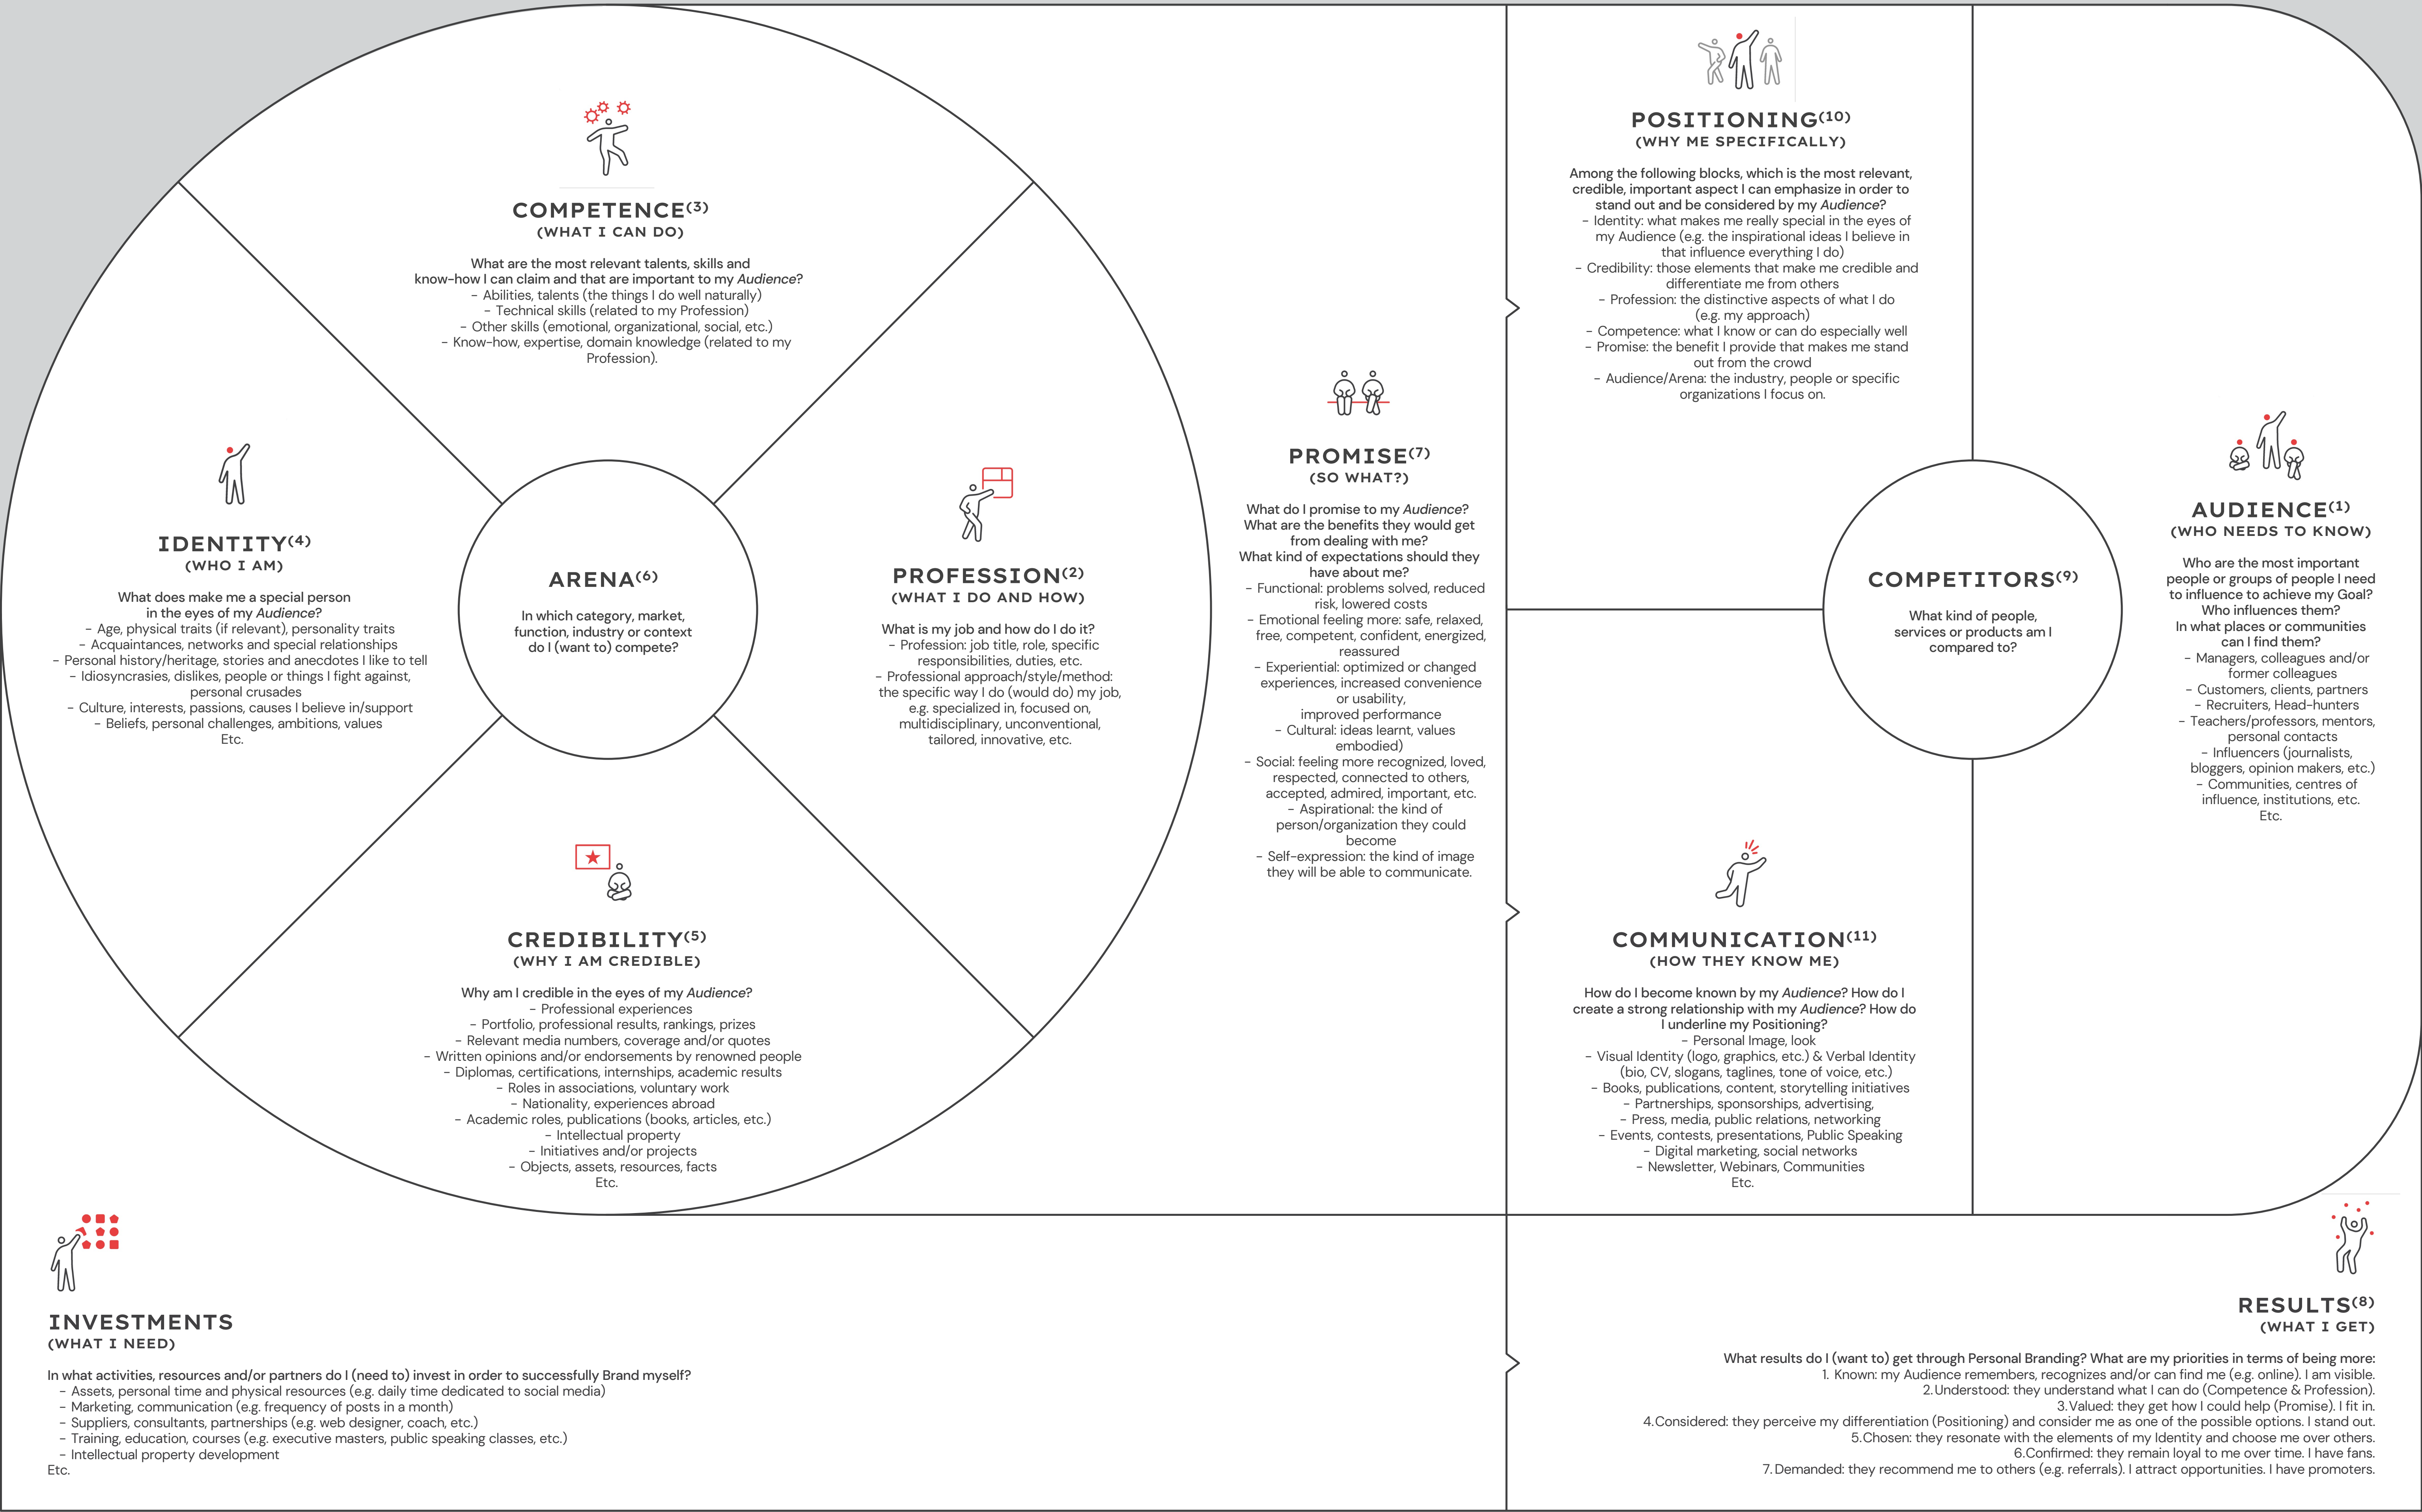 COMPETENCE(3)
(WHAT I CAN DO)
What are the most relevant talents, skills and
know-how I can claim and that are important to my Audience?
- Abilities, talents (the things I do well naturally)
- Technical skills (related to my Profession)
- Other skills (emotional, organizational, social, etc.)
- Know-how, expertise, domain knowledge (related to my
Profession).
IDENTITY(4)
(WHO I AM)
What does make me a special person
in the eyes of my Audience?
- Age, physical traits (if relevant), personality traits
- Acquaintances, networks and special relationships
- Personal history/heritage, stories and anecdotes I like to tell
- Idiosyncrasies, dislikes, people or things I fight against,
personal crusades
- Culture, interests, passions, causes I believe in/support
- Beliefs, personal challenges, ambitions, values
Etc.
ARENA(6)
In which category, market,
function, industry or context
do I (want to) compete?
PROFESSION(2)
(WHAT I DO AND HOW)
What is my job and how do I do it?
- Profession: job title, role, specific
responsibilities, duties, etc.
- Professional approach/style/method:
the specific way I do (would do) my job,
e.g. specialized in, focused on,
multidisciplinary, unconventional,
tailored, innovative, etc.
CREDIBILITY(5)
(WHY I AM CREDIBLE)
Why am I credible in the eyes of my Audience?
- Professional experiences
- Portfolio, professional results, rankings, prizes
- Relevant media numbers, coverage and/or quotes
- Written opinions and/or endorsements by renowned people
- Diplomas, certifications, internships, academic results
- Roles in associations, voluntary work
- Nationality, experiences abroad
- Academic roles, publications (books, articles, etc.)
- Intellectual property
- Initiatives and/or projects
- Objects, assets, resources, facts
Etc.
PROMISE(7)
(SO WHAT?)
What do I promise to my Audience?
What are the benefits they would get
from dealing with me?
What kind of expectations should they
have about me?
- Functional: problems solved, reduced
risk, lowered costs
- Emotional feeling more: safe, relaxed,
free, competent, confident, energized,
reassured
- Experiential: optimized or changed
experiences, increased convenience
or usability,
improved performance
- Cultural: ideas learnt, values
embodied)
- Social: feeling more recognized, loved,
respected, connected to others,
accepted, admired, important, etc.
- Aspirational: the kind of
person/organization they could
become
- Self-expression: the kind of image
they will be able to communicate.
POSITIONING(10)
(WHY ME SPECIFICALLY)
Among the following blocks, which is the most relevant,
credible, important aspect I can emphasize in order to
stand out and be considered by my Audience?
- Identity: what makes me really special in the eyes of
my Audience (e.g. the inspirational ideas I believe in
that influence everything I do)
- Credibility: those elements that make me credible and
differentiate me from others
- Profession: the distinctive aspects of what I do
(e.g. my approach)
- Competence: what I know or can do especially well
- Promise: the benefit I provide that makes me stand
out from the crowd
- Audience/Arena: the industry, people or specific
organizations I focus on.
COMPETITORS(9)
What kind of people,
services or products am I
compared to?
AUDIENCE(1)
(WHO NEEDS TO KNOW)
Who are the most important
people or groups of people I need
to influence to achieve my Goal?
Who influences them?
In what places or communities
can I find them?
- Managers, colleagues and/or
former colleagues
- Customers, clients, partners
- Recruiters, Head-hunters
- Teachers/professors, mentors,
personal contacts
- Influencers (journalists,
bloggers, opinion makers, etc.)
- Communities, centres of
influence, institutions, etc.
Etc.
COMMUNICATION(11)
(HOW THEY KNOW ME)
How do I become known by my Audience? How do I
create a strong relationship with my Audience? How do
I underline my Positioning?
- Personal Image, look
- Visual Identity (logo, graphics, etc.) & Verbal Identity
(bio, CV, slogans, taglines, tone of voice, etc.)
- Books, publications, content, storytelling initiatives
- Partnerships, sponsorships, advertising,
- Press, media, public relations, networking
- Events, contests, presentations, Public Speaking
- Digital marketing, social networks
- Newsletter, Webinars, Communities
Etc.
INVESTMENTS
(WHAT I NEED)
In what activities, resources and/or partners do I (need to) invest in order to successfully Brand myself?
- Assets, personal time and physical resources (e.g. daily time dedicated to social media)
- Marketing, communication (e.g. frequency of posts in a month)
- Suppliers, consultants, partnerships (e.g. web designer, coach, etc.)
- Training, education, courses (e.g. executive masters, public speaking classes, etc.)
- Intellectual property development
Etc.
RESULTS(8)
(WHAT I GET)
What results do I (want to) get through Personal Branding? What are my priorities in terms of being more:
1. Known: my Audience remembers, recognizes and/or can find me (e.g. online). I am visible.
2. Understood: they understand what I can do (Competence & Profession).
3. Valued: they get how I could help (Promise). I fit in.
4. Considered: they perceive my differentiation (Positioning) and consider me as one of the possible options. I stand out.
5. Chosen: they resonate with the elements of my Identity and choose me over others.
6. Confirmed: they remain loyal to me over time. I have fans.
7. Demanded: they recommend me to others (e.g. referrals). I attract opportunities. I have promoters.